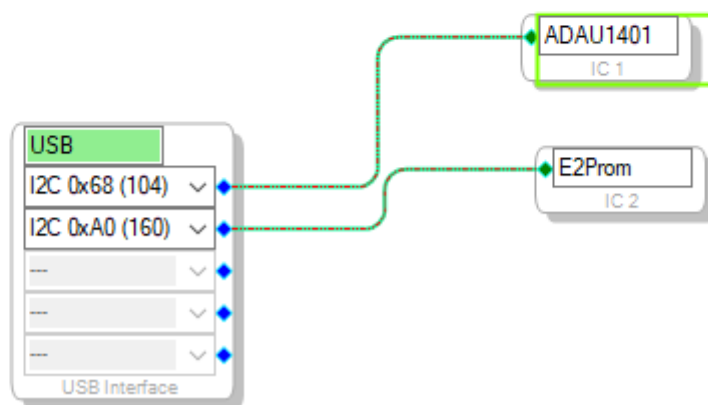 ADAU1401
IC 1
USB
I2C 0x68 (104)
I2C 0xA0 (160)
---
---
---
USB Interface
E2Prom
IC 2